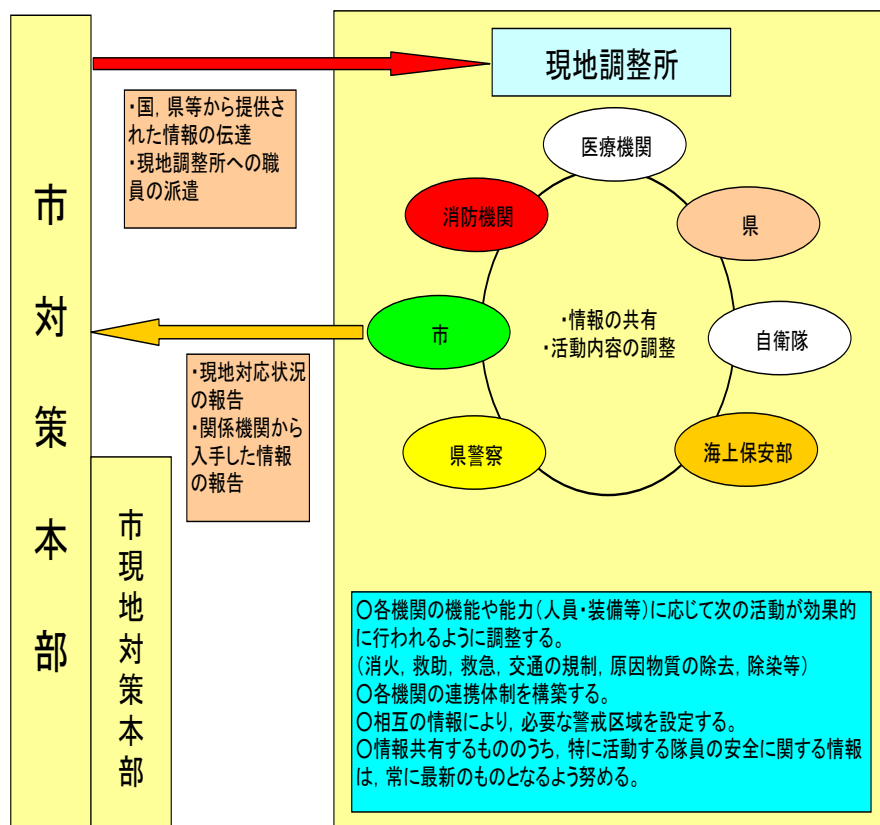 市対策本部
市現地対策本部
・国，県等から提供さ
れた情報の伝達
・現地調整所への職
員の派遣
・現地対応状況
の報告
・関係機関から
入手した情報
の報告
現地調整所
医療機関
消防機関
県
市
自衛隊
県警察
海上保安部
・情報の共有
・活動内容の調整
○各機関の機能や能力（人員・装備等）に応じて次の活動が効果的
に行われるように調整する。
（消火，救助，救急，交通の規制，原因物質の除去，除染等）
○各機関の連携体制を構築する。
○相互の情報により，必要な警戒区域を設定する。
○情報共有するもののうち，特に活動する隊員の安全に関する情報
は，常に最新のものとなるよう努める。